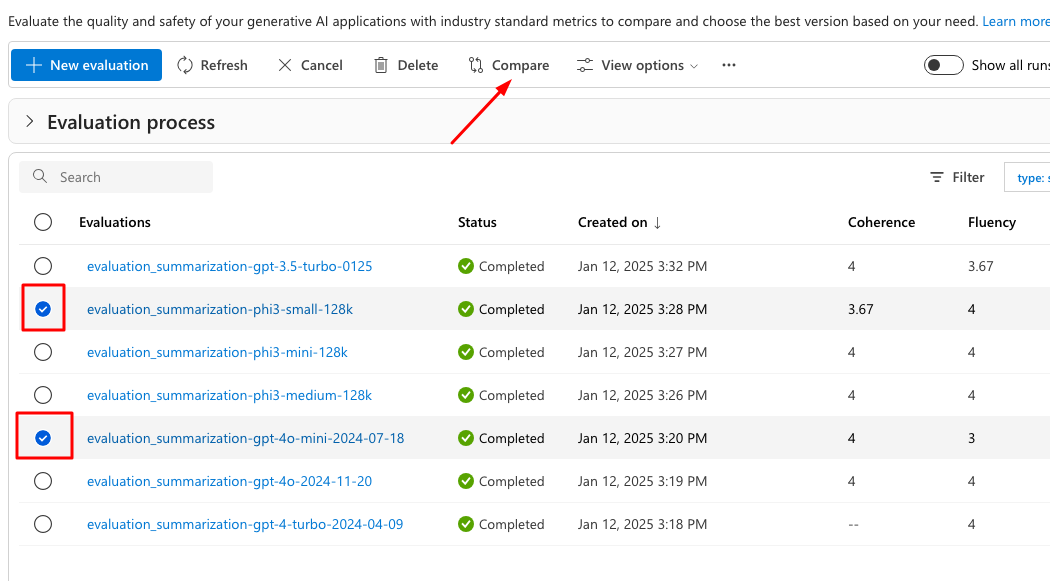 Evaluate the quality and safety of your generative AI applications with industry standard metrics to compare and choose the best version based on your need. Learn more
New evaluation Refresh Cancel Delete Compare View options ... Show all runs
Evaluation process
Search Filter type: s
Evaluations Status Created on ↓ Coherence Fluency
evaluation_summarization-gpt-3.5-turbo-0125 Completed Jan 12, 2025 3:32 PM 4 3.67
evaluation_summarization-phi3-small-128k Completed Jan 12, 2025 3:28 PM 3.67 4
evaluation_summarization-phi3-mini-128k Completed Jan 12, 2025 3:27 PM 4 4
evaluation_summarization-phi3-medium-128k Completed Jan 12, 2025 3:26 PM 4 4
evaluation_summarization-gpt-4o-mini-2024-07-18 Completed Jan 12, 2025 3:20 PM 4 3
evaluation_summarization-gpt-4o-2024-11-20 Completed Jan 12, 2025 3:19 PM 4 4
evaluation_summarization-gpt-4-turbo-2024-04-09 Completed Jan 12, 2025 3:18 PM -- 4